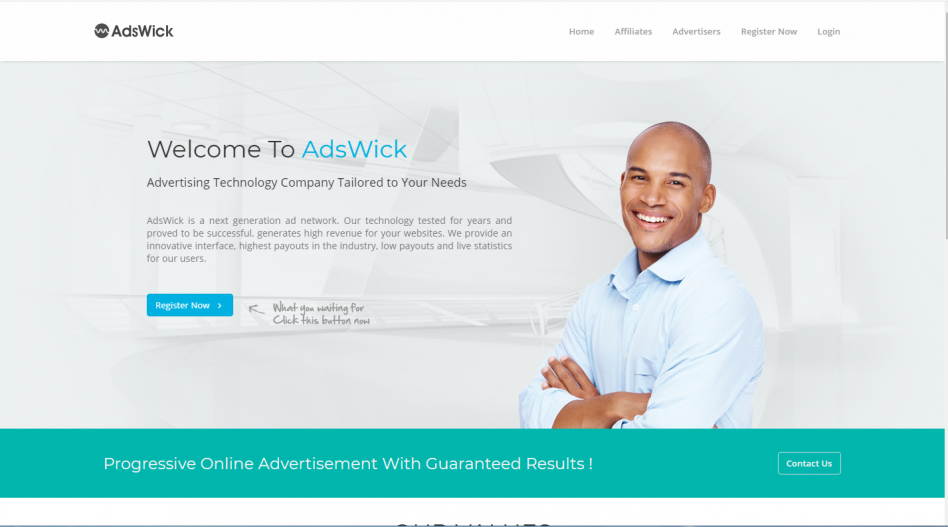 AdsWick
Home Affiliates Advertisers Register Now Login
Welcome To AdsWick
Advertising Technology Company Tailored to Your Needs
AdsWick is a next generation ad network. Our technology tested for years and
proved to be successful, generates high revenue for your websites. We provide an
innovative interface, highest payouts in the industry, low payouts and live statistics
for our users.
Register Now
What you waiting for
Click this button now
Progressive Online Advertisement With Guaranteed Results !
Contact Us
OUR VALUES